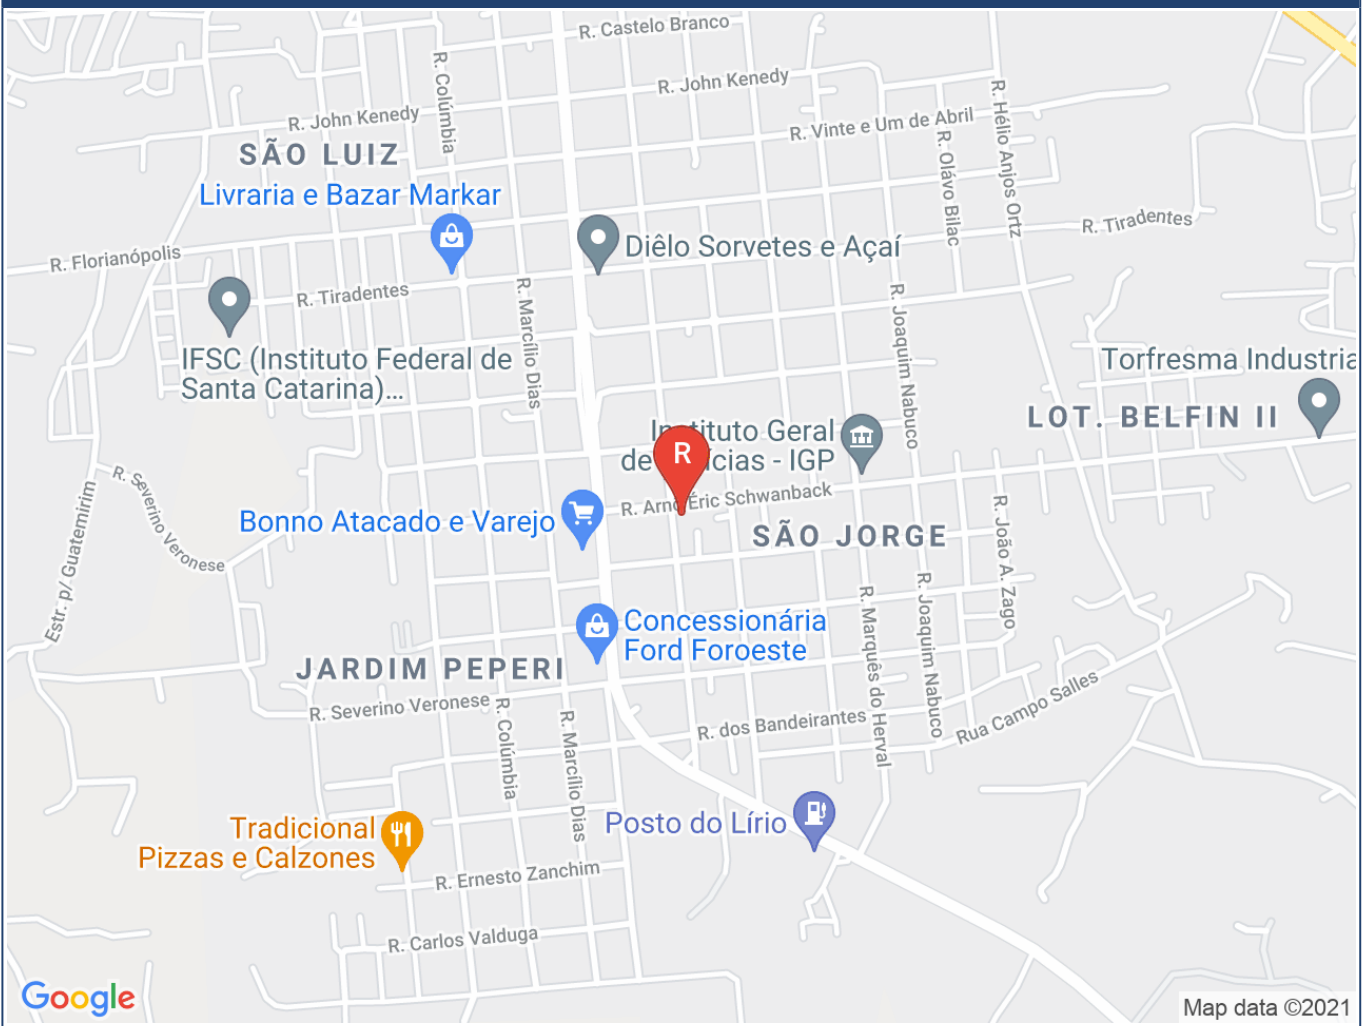 R. Castelo Branco
R. Colúmbia
R. John Kenedy
R. John Kenedy
R. Hélio Anjos Ortz
R. Vinte e Um de Abril
R. Olávo Bilac
SÃO LUIZ
Livraria e Bazar Markar
R. Tiradentes
Diêlo Sorvetes e Açaí
R. Florianópolis
R. Tiradentes
R. Marcílio Dias
R. Joaquim Nabuco
IFSC (Instituto Federal de
Santa Catarina)...
Torfresma Industria
LOT. BELFIN II
Geral
- IGP
R
R. Severino Veronese
Estr. p/ Guatemirim
R. Arno Éric Schwanback
Bonno Atacado e Varejo
SÃO JORGE
R. João A. Zago
R. Joaquim Nabuco
R. Marquês do Herval
Concessionária
Ford Foroeste
JARDIM PEPERI
R. Severino Veronese
R. Colúmbia
R. Marcílio Dias
R. dos Bandeirantes
Rua Campo Salles
Tradicional
Pizzas e Calzones
Posto do Lírio
R. Ernesto Zanchim
R. Carlos Valduga
Google
Map data ©2021